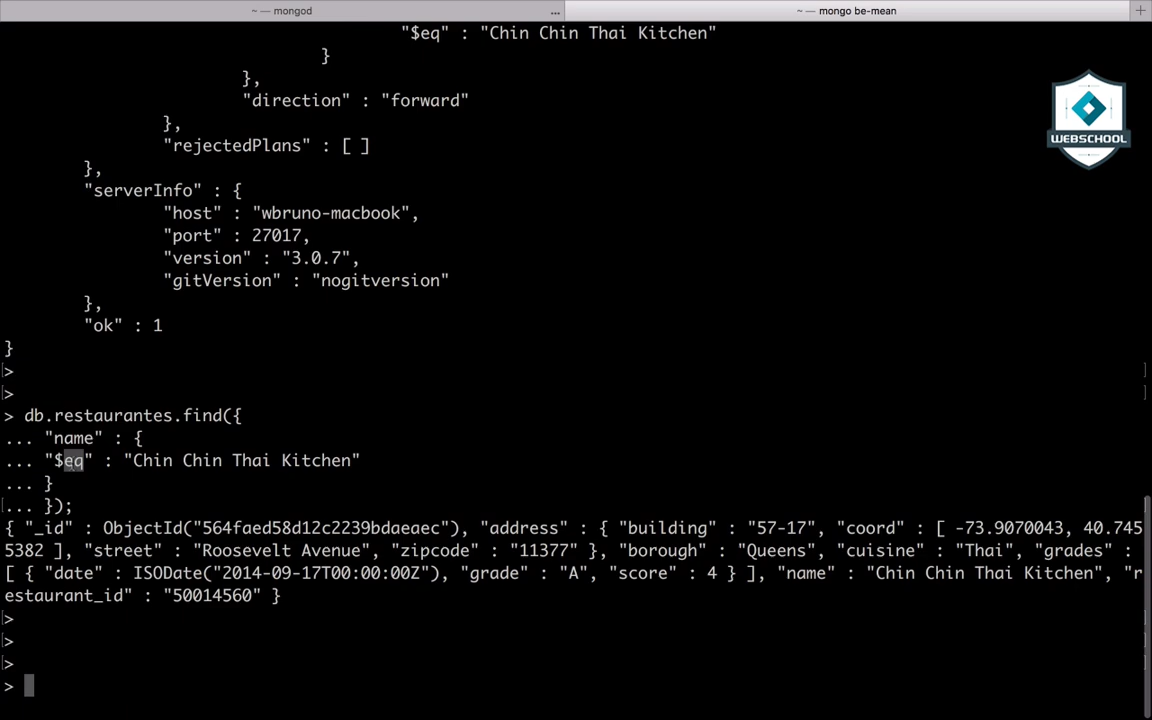 ~ — mongod
...
~ — mongo be-mean
+
"$eq" : "Chin Chin Thai Kitchen"
}
},
"direction" : "forward"
},
"rejectedPlans" : [ ]
},
"serverInfo" : {
"host" : "wbruno-macbook",
"port" : 27017,
"version" : "3.0.7",
"gitVersion" : "nogitversion"
},
"ok" : 1
}
[>
[>
> db.restaurantes.find({
... "name" : {
... "$eq" : "Chin Chin Thai Kitchen"
... }
[... });
{ "_id" : ObjectId("564faed58d12c2239bdaeaec"), "address" : { "building" : "57-17", "coord" : [ -73.9070043, 40.745
5382 ], "street" : "Roosevelt Avenue", "zipcode" : "11377" }, "borough" : "Queens", "cuisine" : "Thai", "grades" :
[ { "date" : ISODate("2014-09-17T00:00:00Z"), "grade" : "A", "score" : 4 } ], "name" : "Chin Chin Thai Kitchen", "r
estaurant_id" : "50014560" }
[>
[>
[>
>
WEBSCHOOL